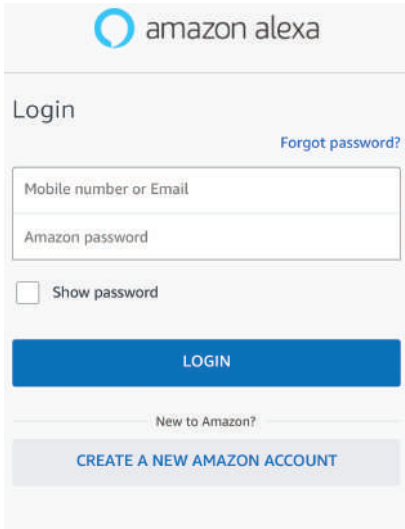 amazon alexa
Login
Forgot password?
Mobile number or Email
Amazon password
Show password
LOGIN
New to Amazon?
CREATE A NEW AMAZON ACCOUNT